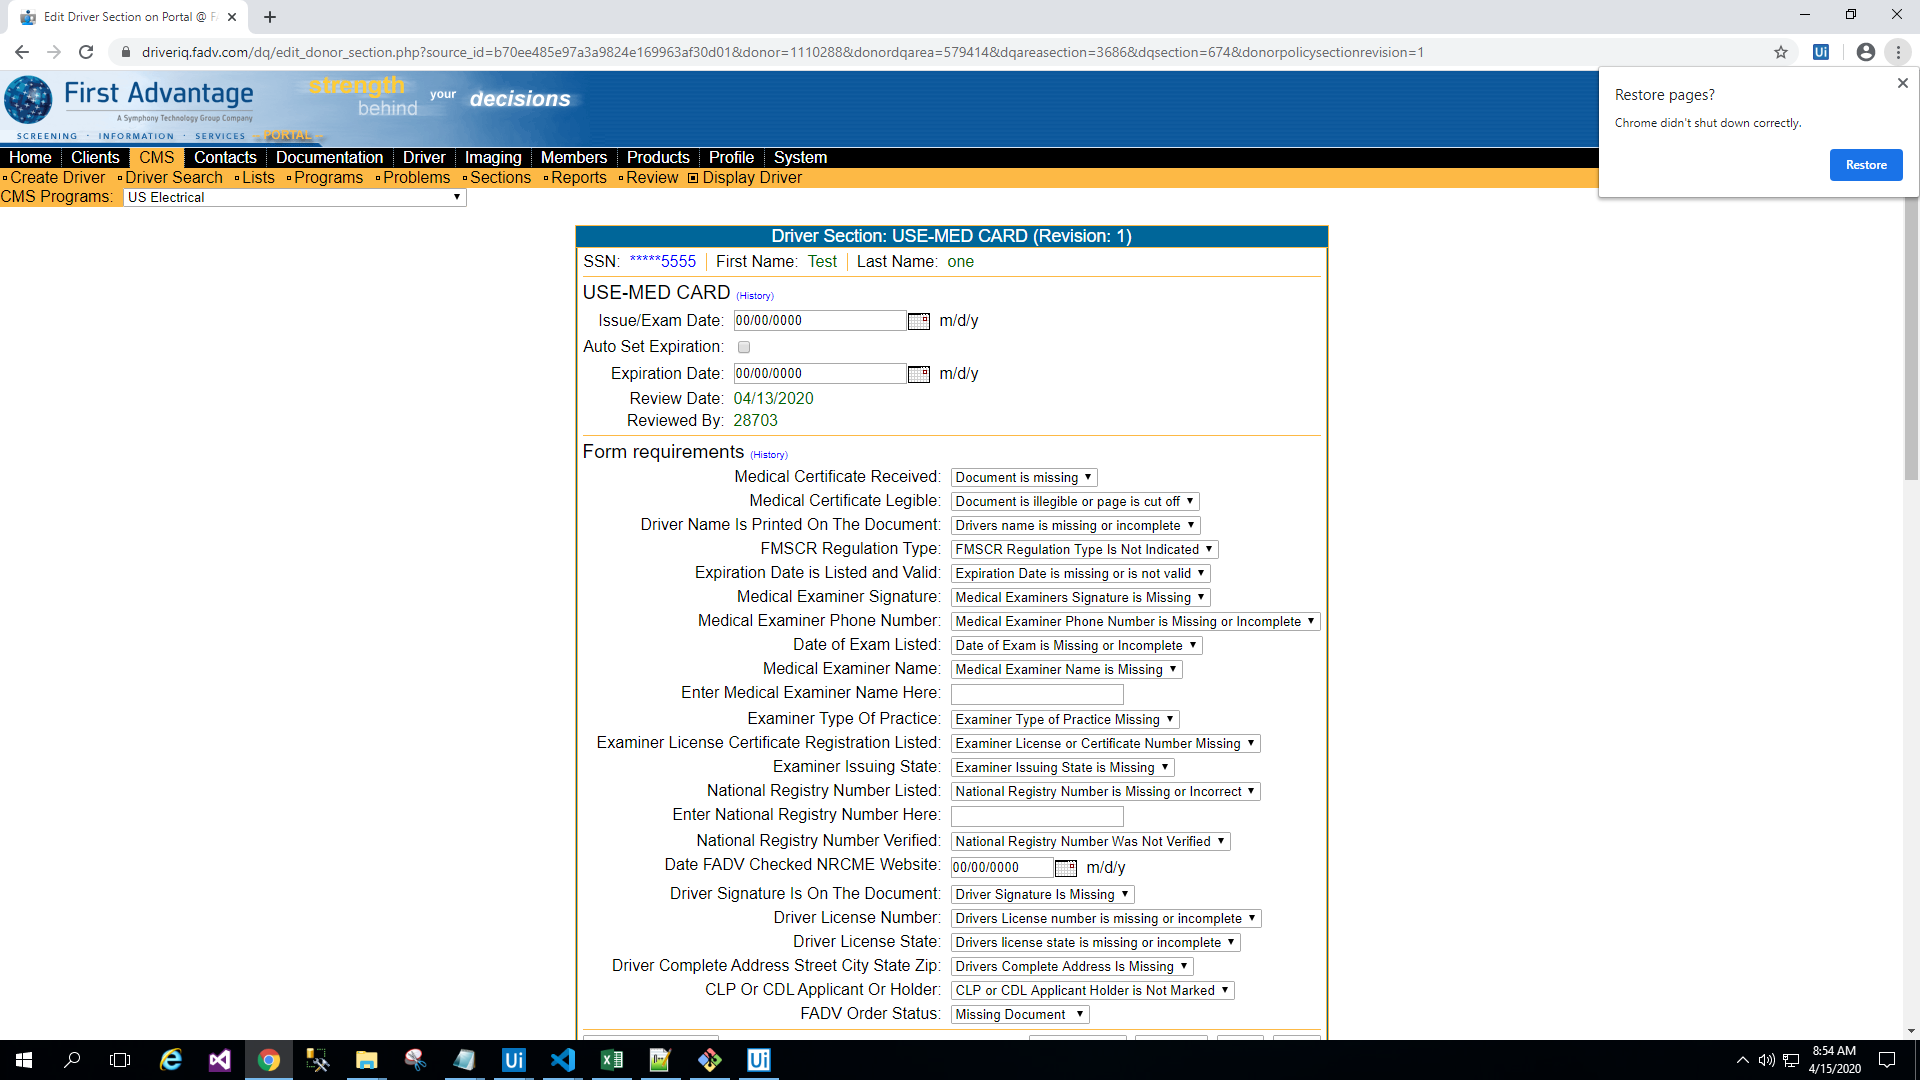 Edit Driver Section on Portal @ F
driveriq.fadv.com/dq/edit_donor_section.php?source_id=b70ee485e97a3a9824e169963af30d01&donor=1110288&donordqarea=579414&dqareasection=3686&dqsection=674&donorpolicysectionrevision=1
Ui
Restore pages?
Chrome didn't shut down correctly.
Restore
First Advantage
A Symphony Technology Group Company
SCREENING · INFORMATION · SERVICES
PORTAL
strength
behind your decisions
Home Clients CMS Contacts Documentation Driver Imaging Members Products Profile System
Create Driver Driver Search Lists Programs Problems Sections Reports Review Display Driver
CMS Programs: US Electrical
Driver Section: USE-MED CARD (Revision: 1)
SSN: *****5555 First Name: Test Last Name: one
USE-MED CARD (History)
Issue/Exam Date: 00/00/0000 m/d/y
Auto Set Expiration:
Expiration Date: 00/00/0000 m/d/y
Review Date: 04/13/2020
Reviewed By: 28703
Form requirements (History)
Medical Certificate Received: Document is missing
Medical Certificate Legible: Document is illegible or page is cut off
Driver Name Is Printed On The Document: Drivers name is missing or incomplete
FMSCR Regulation Type: FMSCR Regulation Type Is Not Indicated
Expiration Date is Listed and Valid: Expiration Date is missing or is not valid
Medical Examiner Signature: Medical Examiners Signature is Missing
Medical Examiner Phone Number: Medical Examiner Phone Number is Missing or Incomplete
Date of Exam Listed: Date of Exam is Missing or Incomplete
Medical Examiner Name: Medical Examiner Name is Missing
Enter Medical Examiner Name Here:
Examiner Type Of Practice: Examiner Type of Practice Missing
Examiner License Certificate Registration Listed: Examiner License or Certificate Number Missing
Examiner Issuing State: Examiner Issuing State is Missing
National Registry Number Listed: National Registry Number is Missing or Incorrect
Enter National Registry Number Here:
National Registry Number Verified: National Registry Number Was Not Verified
Date FADV Checked NRCME Website: 00/00/0000 m/d/y
Driver Signature Is On The Document: Driver Signature Is Missing
Driver License Number: Drivers License number is missing or incomplete
Driver License State: Drivers license state is missing or incomplete
Driver Complete Address Street City State Zip: Drivers Complete Address Is Missing
CLP Or CDL Applicant Or Holder: CLP or CDL Applicant Holder is Not Marked
FADV Order Status: Missing Document
Ui
Ui
8:54 AM
4/15/2020